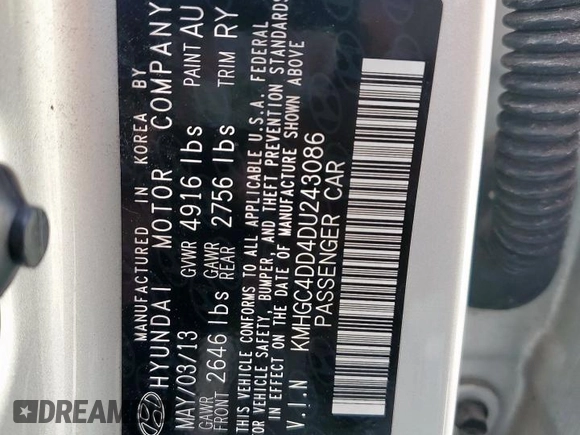 MANUFACTURED IN KOREA BY
HYUNDAI MOTOR COMPANY
MAY/03/13 GVWR 4916 lbs PAINT AU
GAWR FRONT 2646 lbs GAWR REAR 2756 lbs TRIM RY
THIS VEHICLE CONFORMS TO ALL APPLICABLE U.S.A. FEDERAL
VEHICLE SAFETY, BUMPER, AND THEFT PREVENTION STANDARDS
IN EFFECT ON THE DATE OF MANUFACTURE SHOWN ABOVE
V.I.N KMHGC4DD4DU243086
PASSENGER CAR